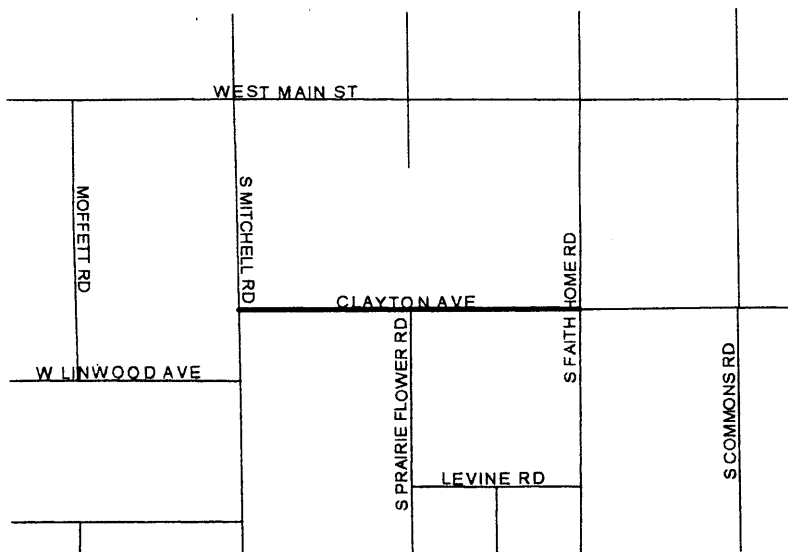 WEST MAIN ST
MOFFETT RD
S MITCHELL RD
S FAITH HOME RD
CLAYTON AVE
S PRAIRIE FLOWER RD
W LINWOOD AVE
S COMMONS RD
LEVINE RD